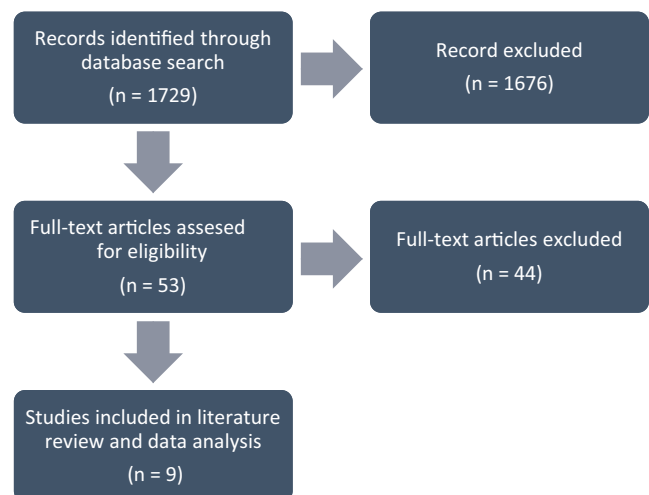 Records identified through
database search
(n = 1729)
Record excluded
(n = 1676)
Full-text articles assesed
for eligibility
(n = 53)
Full-text articles excluded
(n = 44)
Studies included in literature
review and data analysis
(n = 9)